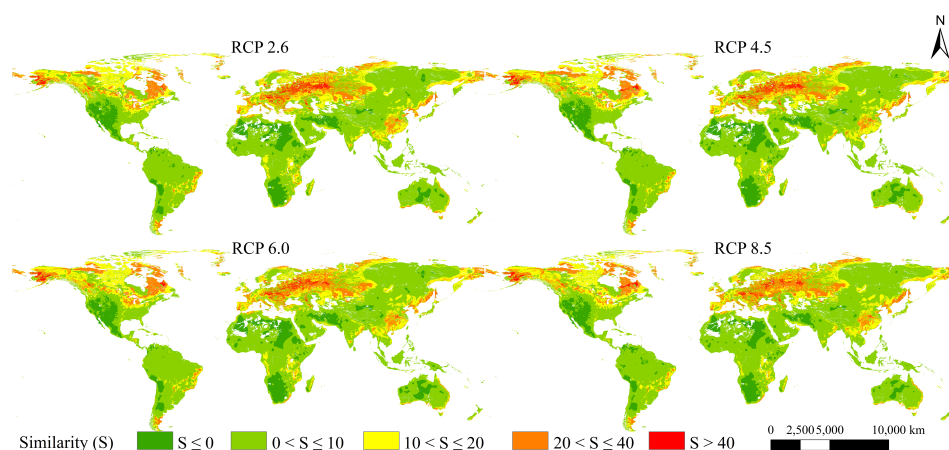 N
RCP 2.6
RCP 4.5
RCP 6.0
RCP 8.5
Similarity (S)
S ≤ 0
0 < S ≤ 10
10 < S ≤ 20
20 < S ≤ 40
S > 40
0 2,500 5,000 10,000 km